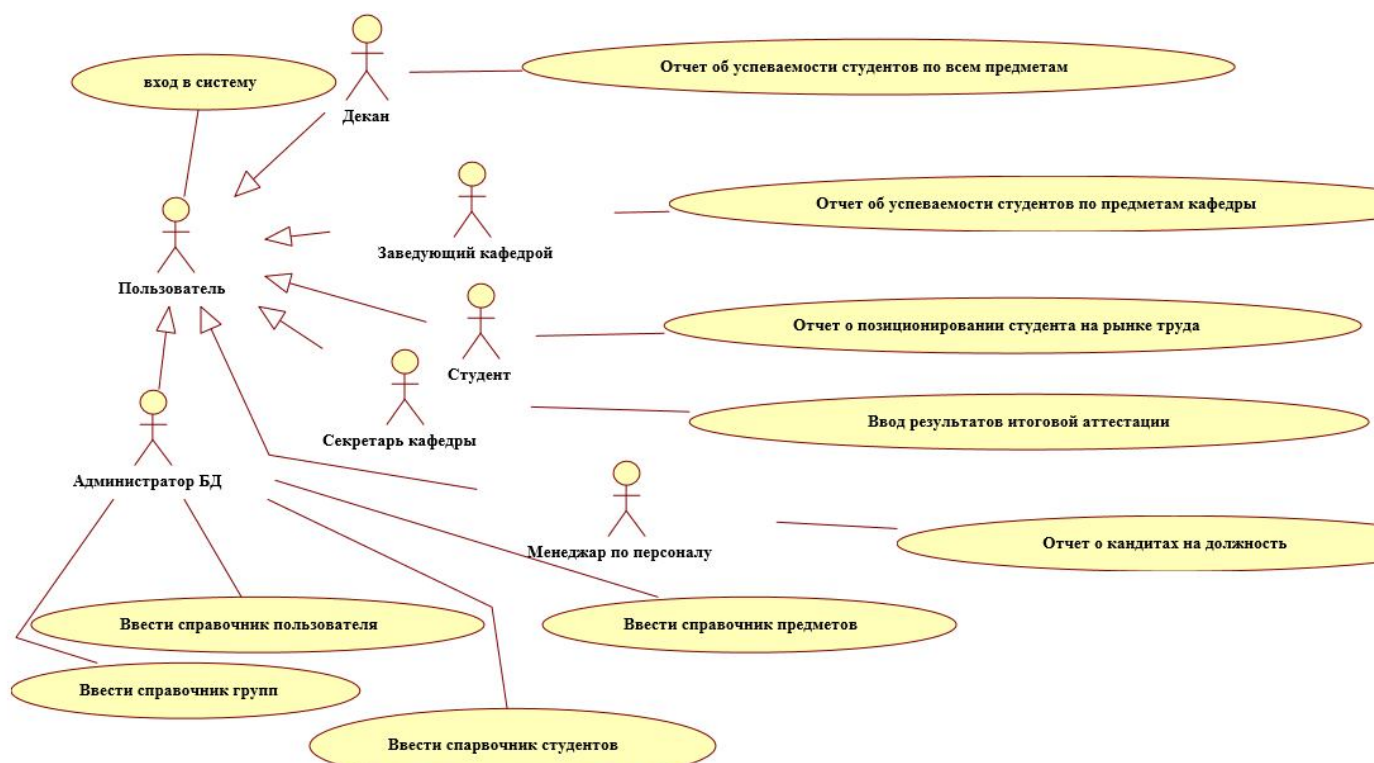 Отчет об успеваемости студентов по всем предметам
вход в систему
Декан
Отчет об успеваемости студентов по предметам кафедры
Заведующий кафедрой
Пользователь
Отчет о позиционировании студента на рынке труда
Студент
Ввод результатов итоговой аттестации
Секретарь кафедры
Администратор БД
Менеджар по персоналу
Отчет о кандитах на должность
Ввести справочник пользователя
Ввести справочник предметов
Ввести справочник групп
Ввести спарвочник студентов